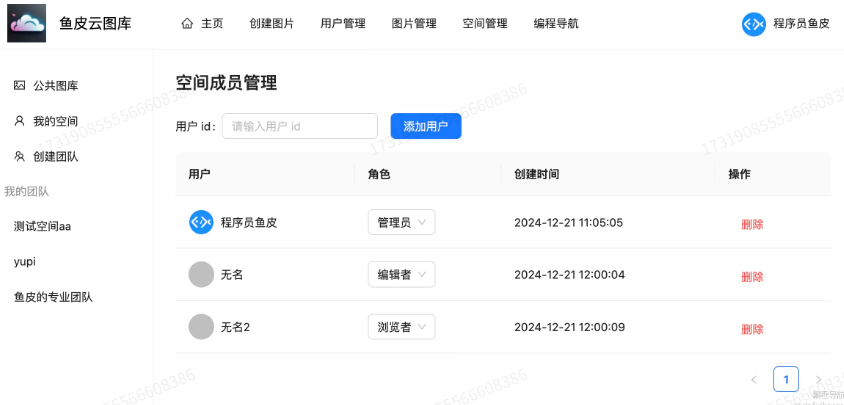 鱼皮云图库 主页 创建图片 用户管理 图片管理 空间管理 编程导航 程序员鱼皮
公共图库
我的空间
创建团队
我的团队
测试空间aa
yupi
鱼皮的专业团队
空间成员管理
用户 id: 请输入用户 id 添加用户
用户 角色 创建时间 操作
程序员鱼皮 管理员 2024-12-21 11:05:05 删除
无名 编辑者 2024-12-21 12:00:04 删除
无名2 浏览者 2024-12-21 12:00:09 删除
1